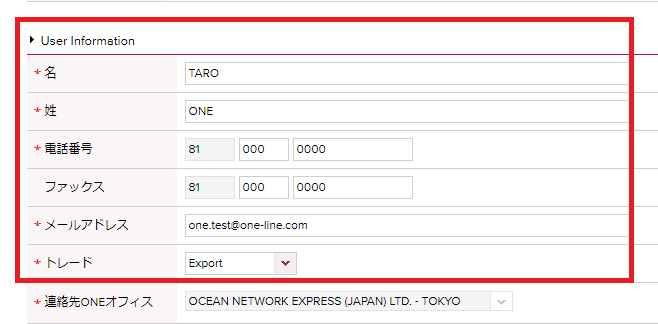 User Information
* 名 TARO
* 姓 ONE
* 電話番号 81 000 0000
ファックス 81 000 0000
* メールアドレス one.test@one-line.com
* トレード Export
* 連絡先ONEオフィス OCEAN NETWORK EXPRESS (JAPAN) LTD. - TOKYO